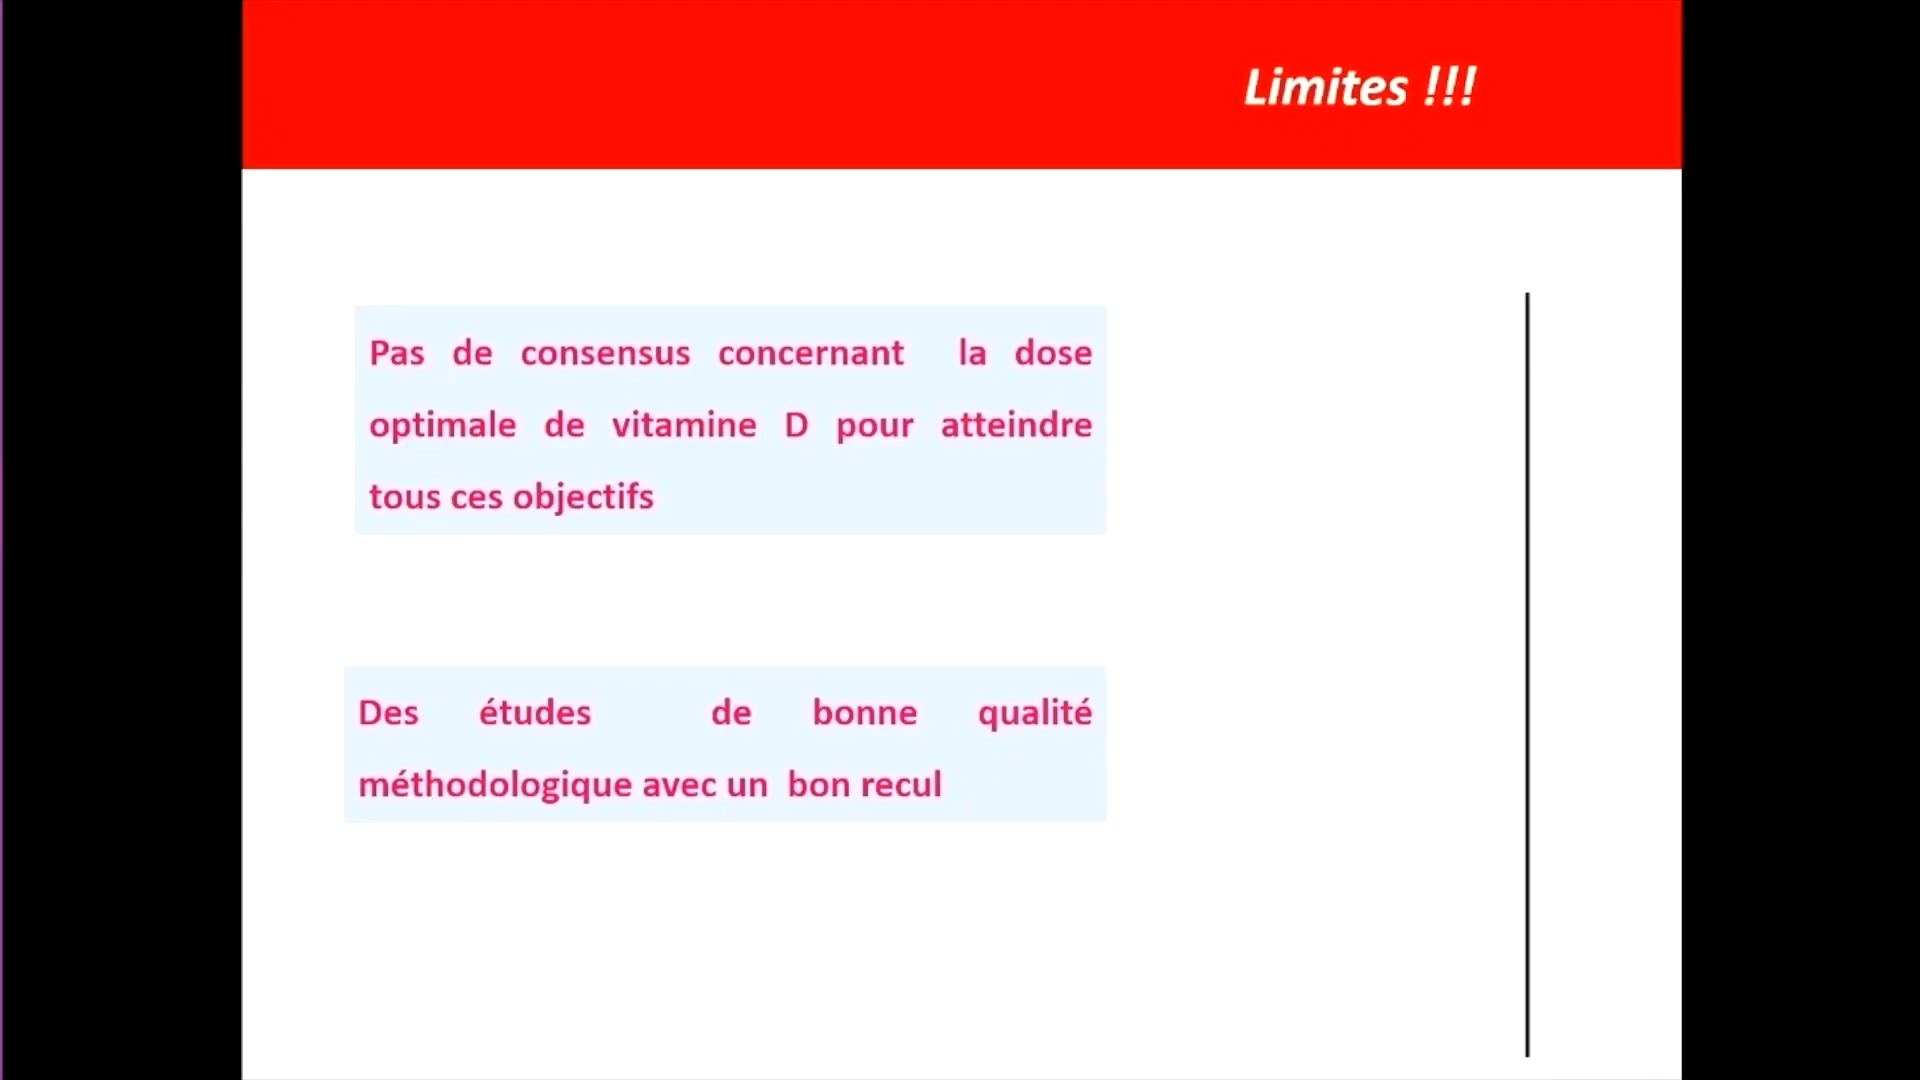 Limites !!!
Pas de consensus concernant la dose
optimale de vitamine D pour atteindre
tous ces objectifs
Des études de bonne qualité
méthodologique avec un bon recul